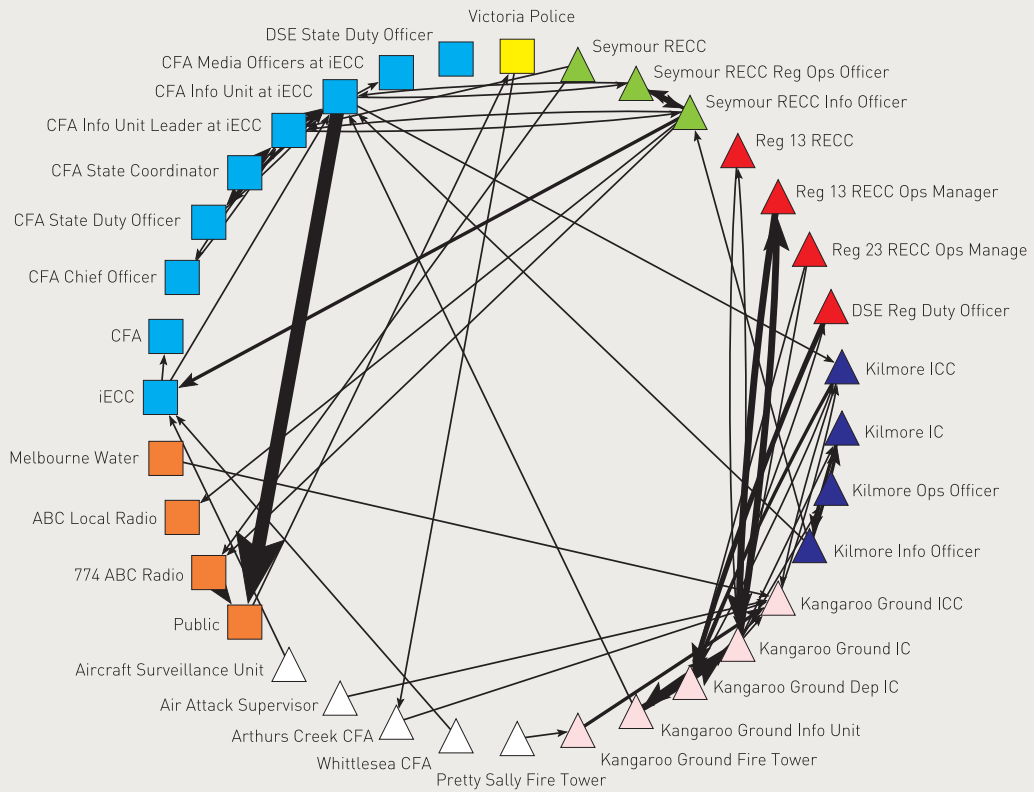 Victoria Police
DSE State Duty Officer
Seymour RECC
CFA Media Officers at iECC
Seymour RECC Reg Ops Officer
CFA Info Unit at iECC
Seymour RECC Info Officer
CFA Info Unit Leader at iECC
Reg 13 RECC
CFA State Coordinator
Reg 13 RECC Ops Manager
CFA State Duty Officer
Reg 23 RECC Ops Manage
CFA Chief Officer
DSE Reg Duty Officer
CFA
Kilmore ICC
iECC
Kilmore IC
Melbourne Water
Kilmore Ops Officer
ABC Local Radio
Kilmore Info Officer
774 ABC Radio
Kangaroo Ground ICC
Public
Kangaroo Ground IC
Aircraft Surveillance Unit
Kangaroo Ground Dep IC
Air Attack Supervisor
Kangaroo Ground Info Unit
Arthurs Creek CFA
Kangaroo Ground Fire Tower
Whittlesea CFA
Pretty Sally Fire Tower